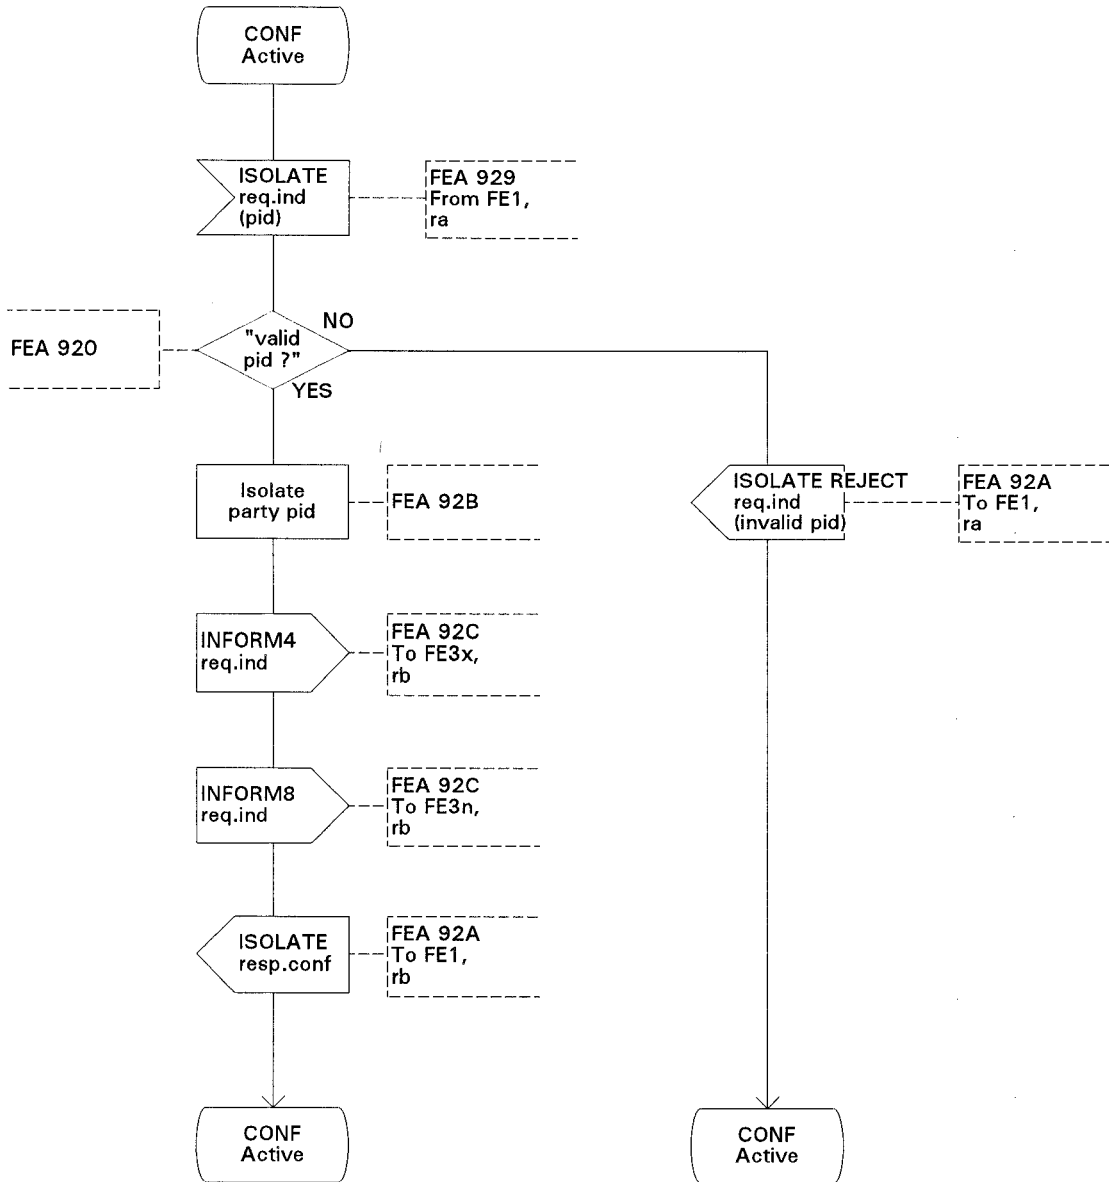 CONF
Active
ISOLATE
req.ind
(pid)
FEA 929
From FE1,
ra
FEA 920
"valid
pid ?"
NO
YES
Isolate
party pid
FEA 92B
ISOLATE REJECT
req.ind
(invalid pid)
FEA 92A
To FE1,
ra
INFORM4
req.ind
FEA 92C
To FE3x,
rb
INFORM8
req.ind
FEA 92C
To FE3n,
rb
ISOLATE
resp.conf
FEA 92A
To FE1,
rb
CONF
Active
CONF
Active